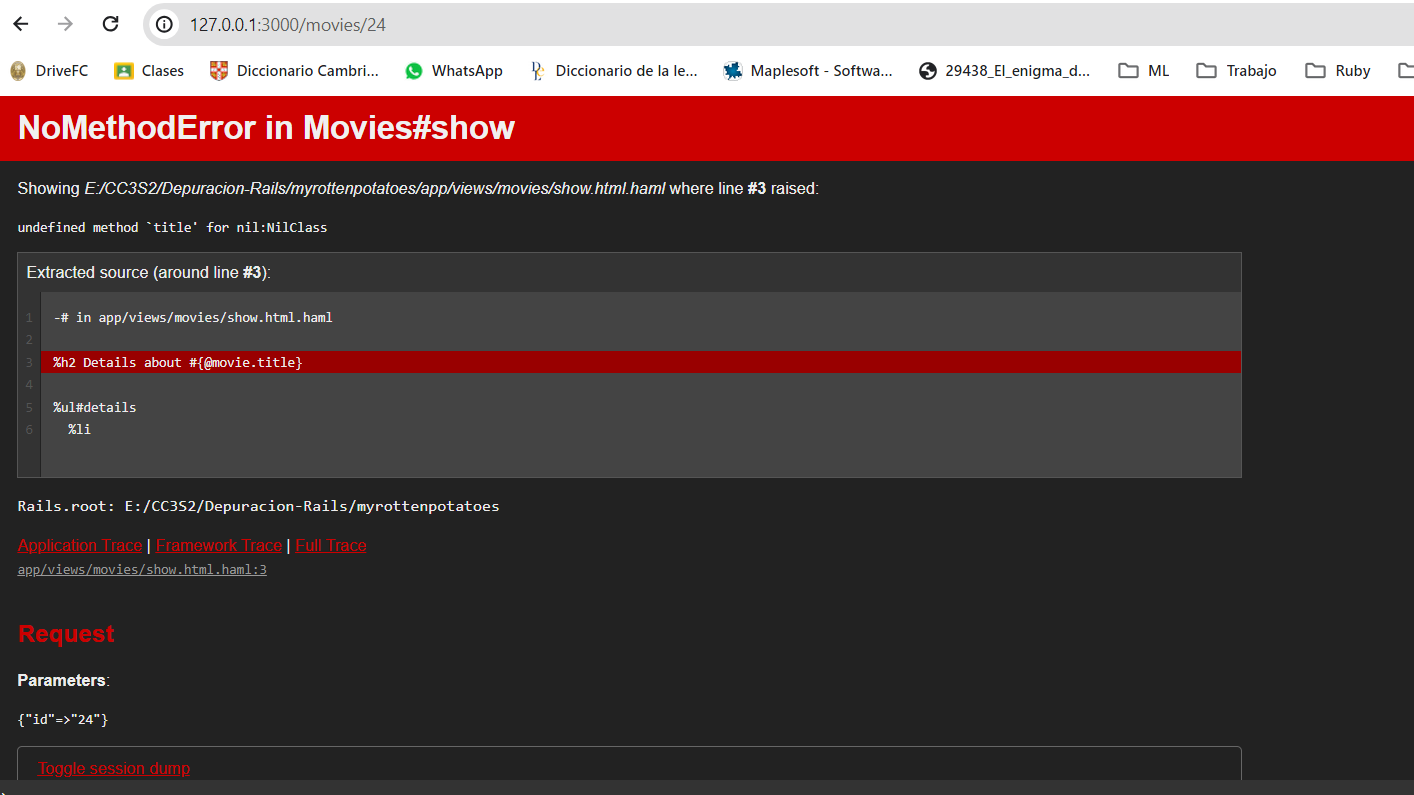 127.0.0.1:3000/movies/24
DriveFC Clases Diccionario Cambri... WhatsApp Diccionario de la le... Maplesoft - Softwa... 29438_El_enigma_d... ML Trabajo Ruby
NoMethodError in Movies#show
Showing E:/CC3S2/Depuracion-Rails/myrottenpotatoes/app/views/movies/show.html.haml where line #3 raised:
undefined method `title' for nil:NilClass
Extracted source (around line #3):
1 -# in app/views/movies/show.html.haml
2
3 %h2 Details about #{@movie.title}
4
5 %ul#details
6 %li
Rails.root: E:/CC3S2/Depuracion-Rails/myrottenpotatoes
Application Trace | Framework Trace | Full Trace
app/views/movies/show.html.haml:3
Request
Parameters:
{"id"=>"24"}
Toggle session dump